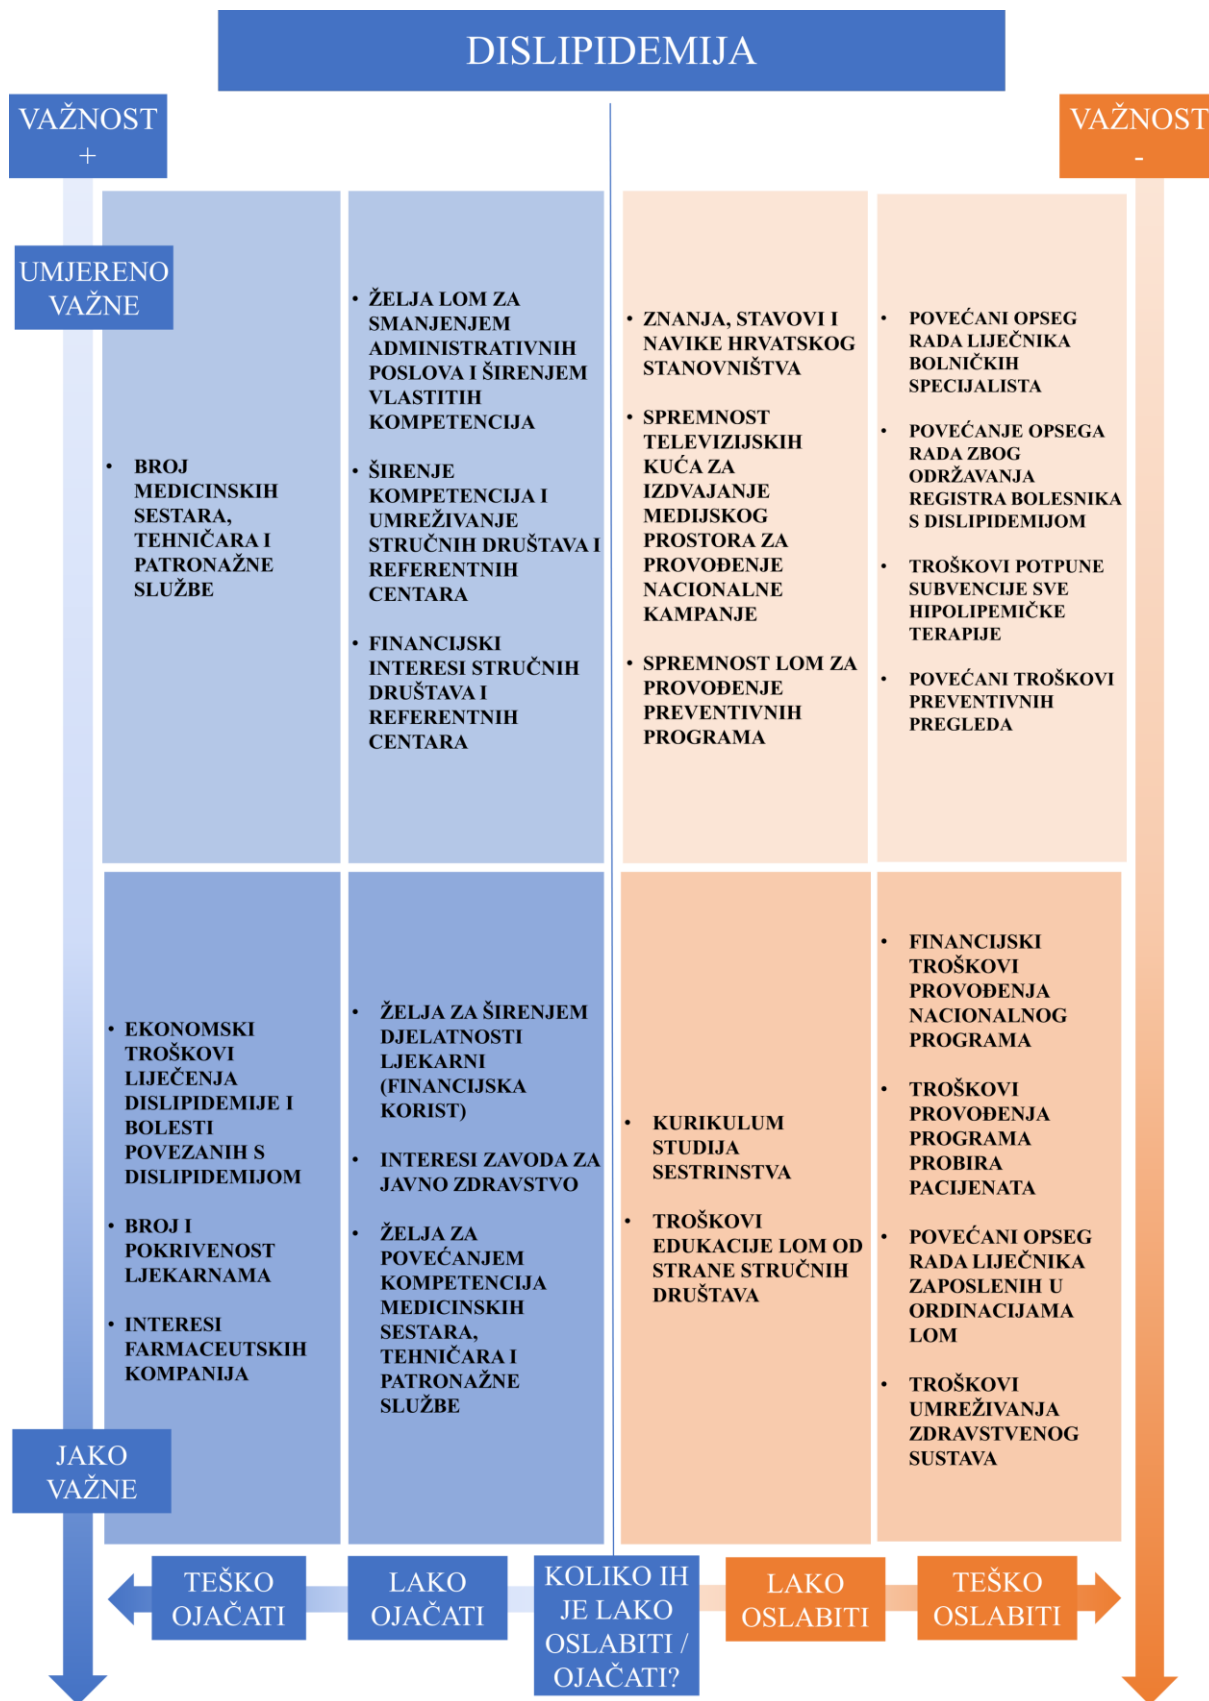 DISLIPIDEMIJA
VAŽNOST
+
VAŽNOST
-
UMJERENO
VAŽNE
• BROJ
MEDICINSKIH
SESTARA,
TEHNIČARA I
PATRONAŽNE
SLUŽBE
• ŽELJA LOM ZA
SMANJENJEM
ADMINISTRATIVNIH
POSLOVA I ŠIRENJEM
VLASTITIH
KOMPETENCIJA
• ŠIRENJE
KOMPETENCIJA I
UMREŽIVANJE
STRUČNIH DRUŠTAVA I
REFERENTNIH
CENTARA
• FINANCIJSKI
INTERESI STRUČNIH
DRUŠTAVA I
REFERENTNIH
CENTARA
• ZNANJA, STAVOVI I
NAVIKE HRVATSKOG
STANOVNIŠTVA
• SPREMNOST
TELEVIZIJSKIH
KUĆA ZA
IZDVAJANJE
MEDIJSKOG
PROSTORA ZA
PROVOĐENJE
NACIONALNE
KAMPANJE
• SPREMNOST LOM ZA
PROVOĐENJE
PREVENTIVNIH
PROGRAMA
• POVEĆANI OPSEG
RADA LIJEČNIKA
BOLNIČKIH
SPECIJALISTA
• POVEĆANJE OPSEGA
RADA ZBOG
ODRŽAVANJA
REGISTRA BOLESNIKA
S DISLIPIDEMIJOM
• TROŠKOVI POTPUNE
SUBVENCIJE SVE
HIPOLIPEMIČKE
TERAPIJE
• POVEĆANI TROŠKOVI
PREVENTIVNIH
PREGLEDA
• EKONOMSKI
TROŠKOVI
LIJEČENJA
DISLIPIDEMIJE I
BOLESTI
POVEZANIH S
DISLIPIDEMIJOM
• BROJ I
POKRIVENOST
LJEKARNAMA
• INTERESI
FARMACEUTSKIH
KOMPANIJA
• ŽELJA ZA ŠIRENJEM
DJELATNOSTI
LJEKARNI
(FINANCIJSKA
KORIST)
• INTERESI ZAVODA ZA
JAVNO ZDRAVSTVO
• ŽELJA ZA
POVEĆANJEM
KOMPETENCIJA
MEDICINSKIH
SESTARA,
TEHNIČARA I
PATRONAŽNE
SLUŽBE
• KURIKULUM
STUDIJA
SESTRINSTVA
• TROŠKOVI
EDUKACIJE LOM OD
STRANE STRUČNIH
DRUŠTAVA
• FINANCIJSKI
TROŠKOVI
PROVOĐENJA
NACIONALNOG
PROGRAMA
• TROŠKOVI
PROVOĐENJA
PROGRAMA
PROBIRA
PACIJENATA
• POVEĆANI OPSEG
RADA LIJEČNIKA
ZAPOSLENIH U
ORDINACIJAMA
LOM
• TROŠKOVI
UMREŽIVANJA
ZDRAVSTVENOG
SUSTAVA
JAKO
VAŽNE
TEŠKO
OJAČATI
LAKO
OJAČATI
KOLIKO IH
JE LAKO
OSLABITI /
OJAČATI?
LAKO
OSLABITI
TEŠKO
OSLABITI